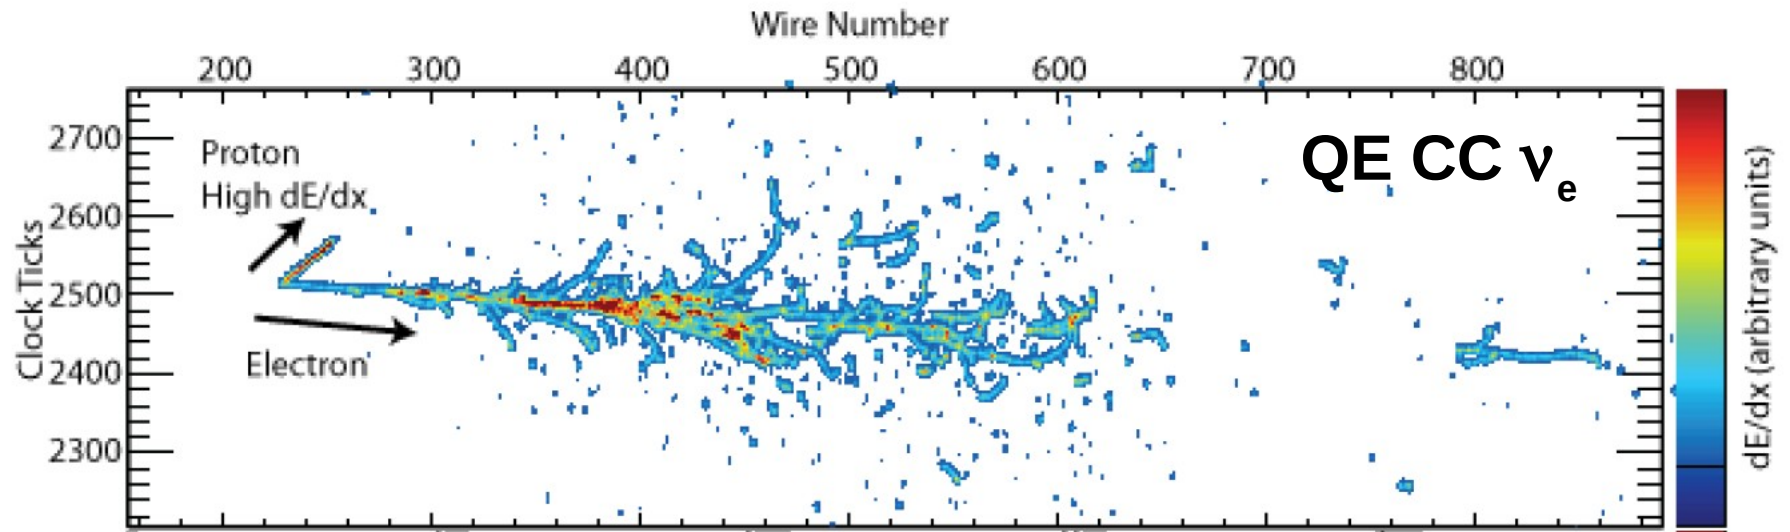 Wire Number
200 300 400 500 600 700 800
2700
2600
2500
2400
2300
Clock Ticks
Proton
High dE/dx
Electron
QE CC νe
dE/dx (arbitrary units)